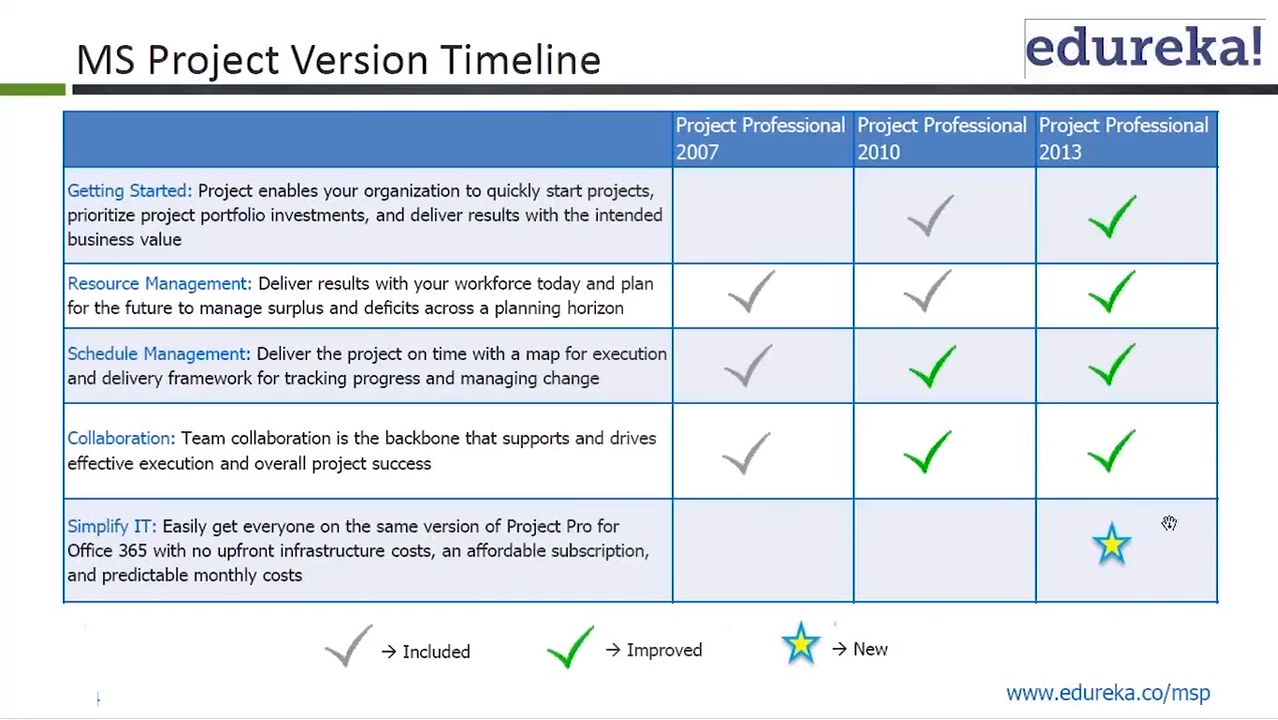 MS Project Version Timeline
edureka!
Project Professional
2007
Project Professional
2010
Project Professional
2013
Getting Started: Project enables your organization to quickly start projects,
prioritize project portfolio investments, and deliver results with the intended
business value
Resource Management: Deliver results with your workforce today and plan
for the future to manage surplus and deficits across a planning horizon
Schedule Management: Deliver the project on time with a map for execution
and delivery framework for tracking progress and managing change
Collaboration: Team collaboration is the backbone that supports and drives
effective execution and overall project success
Simplify IT: Easily get everyone on the same version of Project Pro for
Office 365 with no upfront infrastructure costs, an affordable subscription,
and predictable monthly costs
→ Included
→ Improved
→ New
www.edureka.co/msp